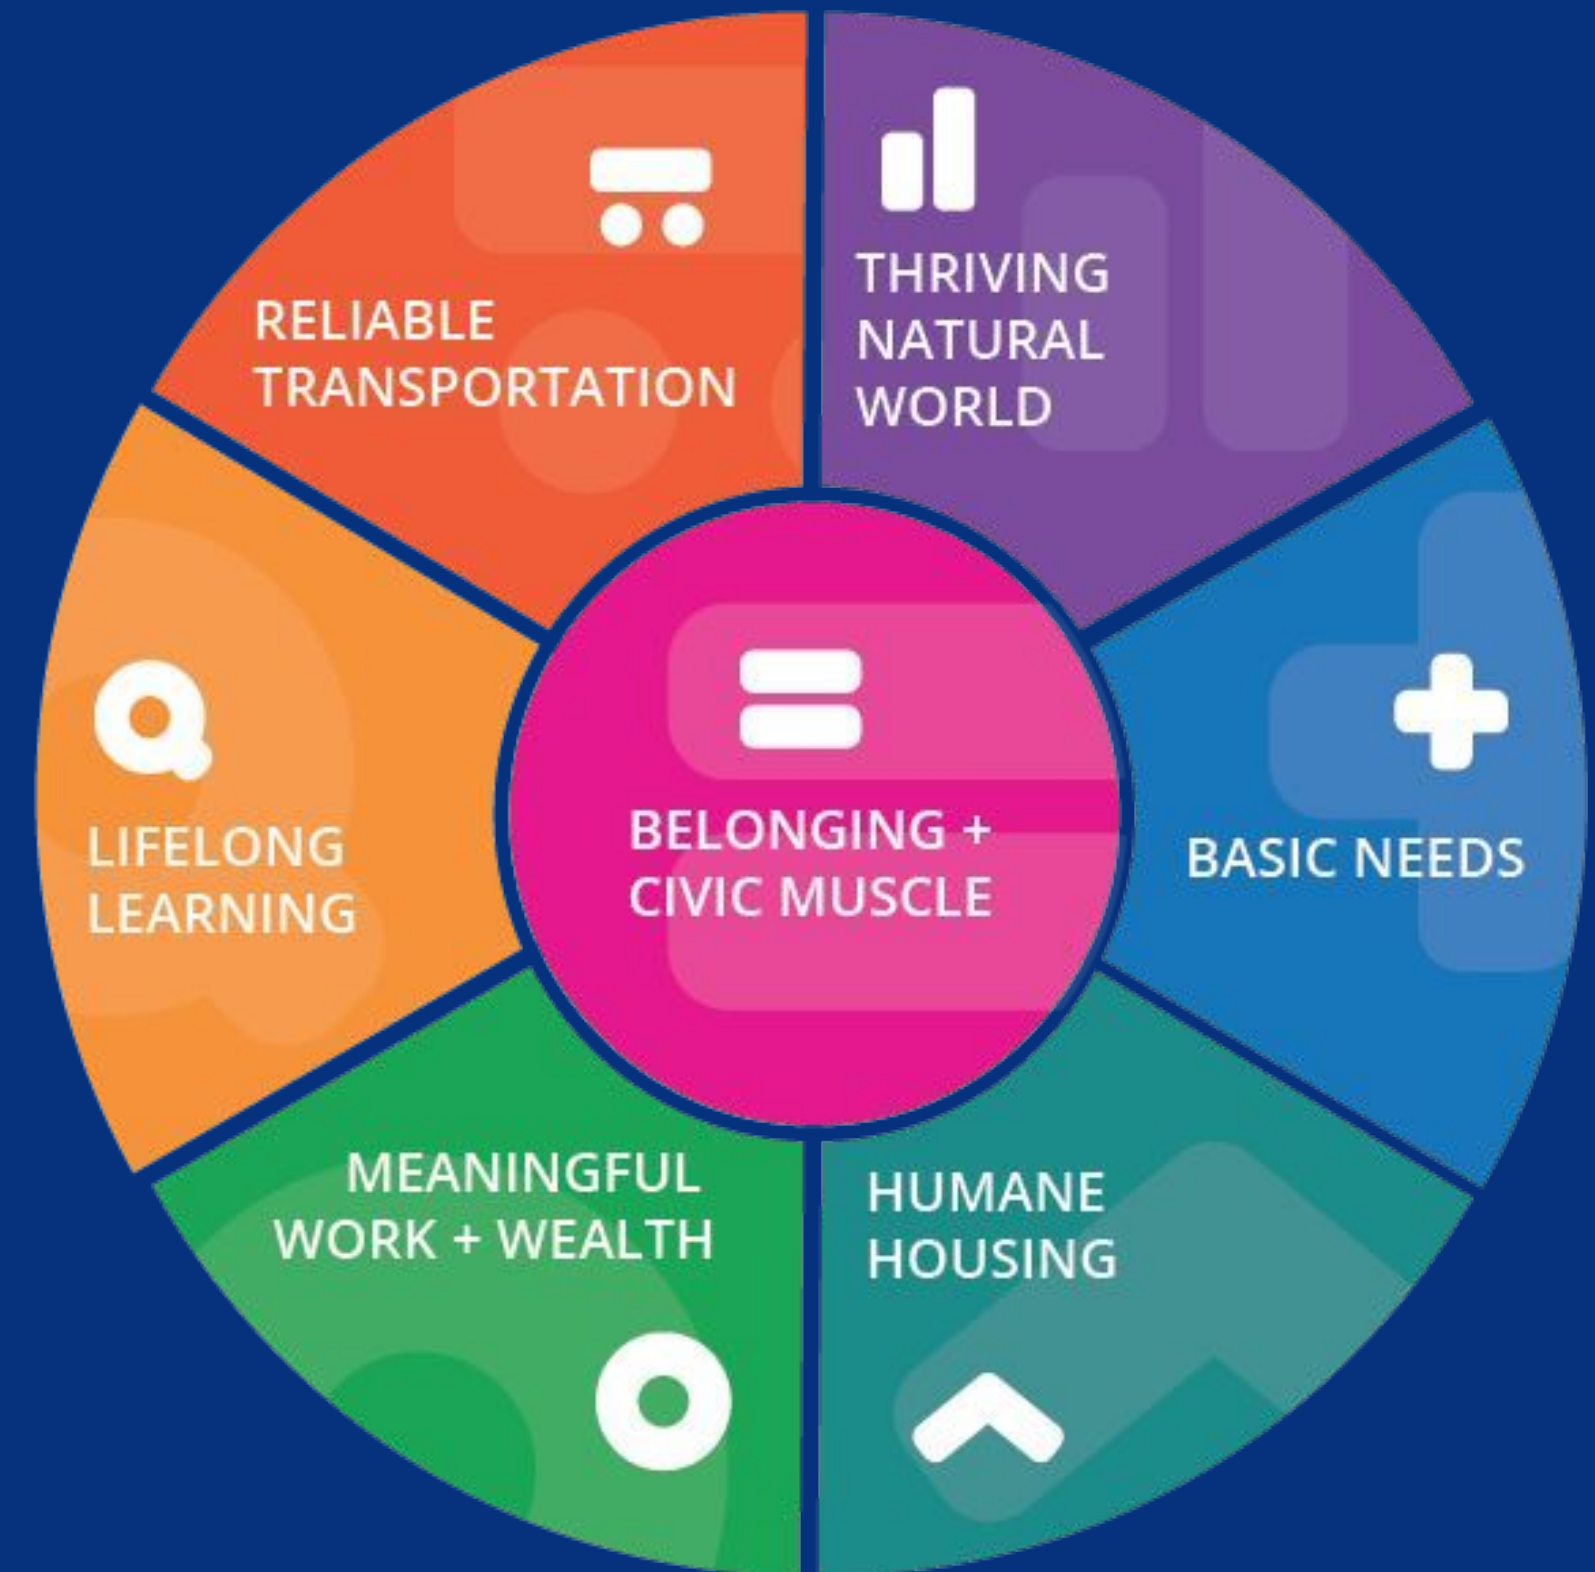 RELIABLE
TRANSPORTATION
THRIVING
NATURAL
WORLD
LIFELONG
LEARNING
BELONGING +
CIVIC MUSCLE
BASIC NEEDS
MEANINGFUL
WORK + WEALTH
HUMANE
HOUSING